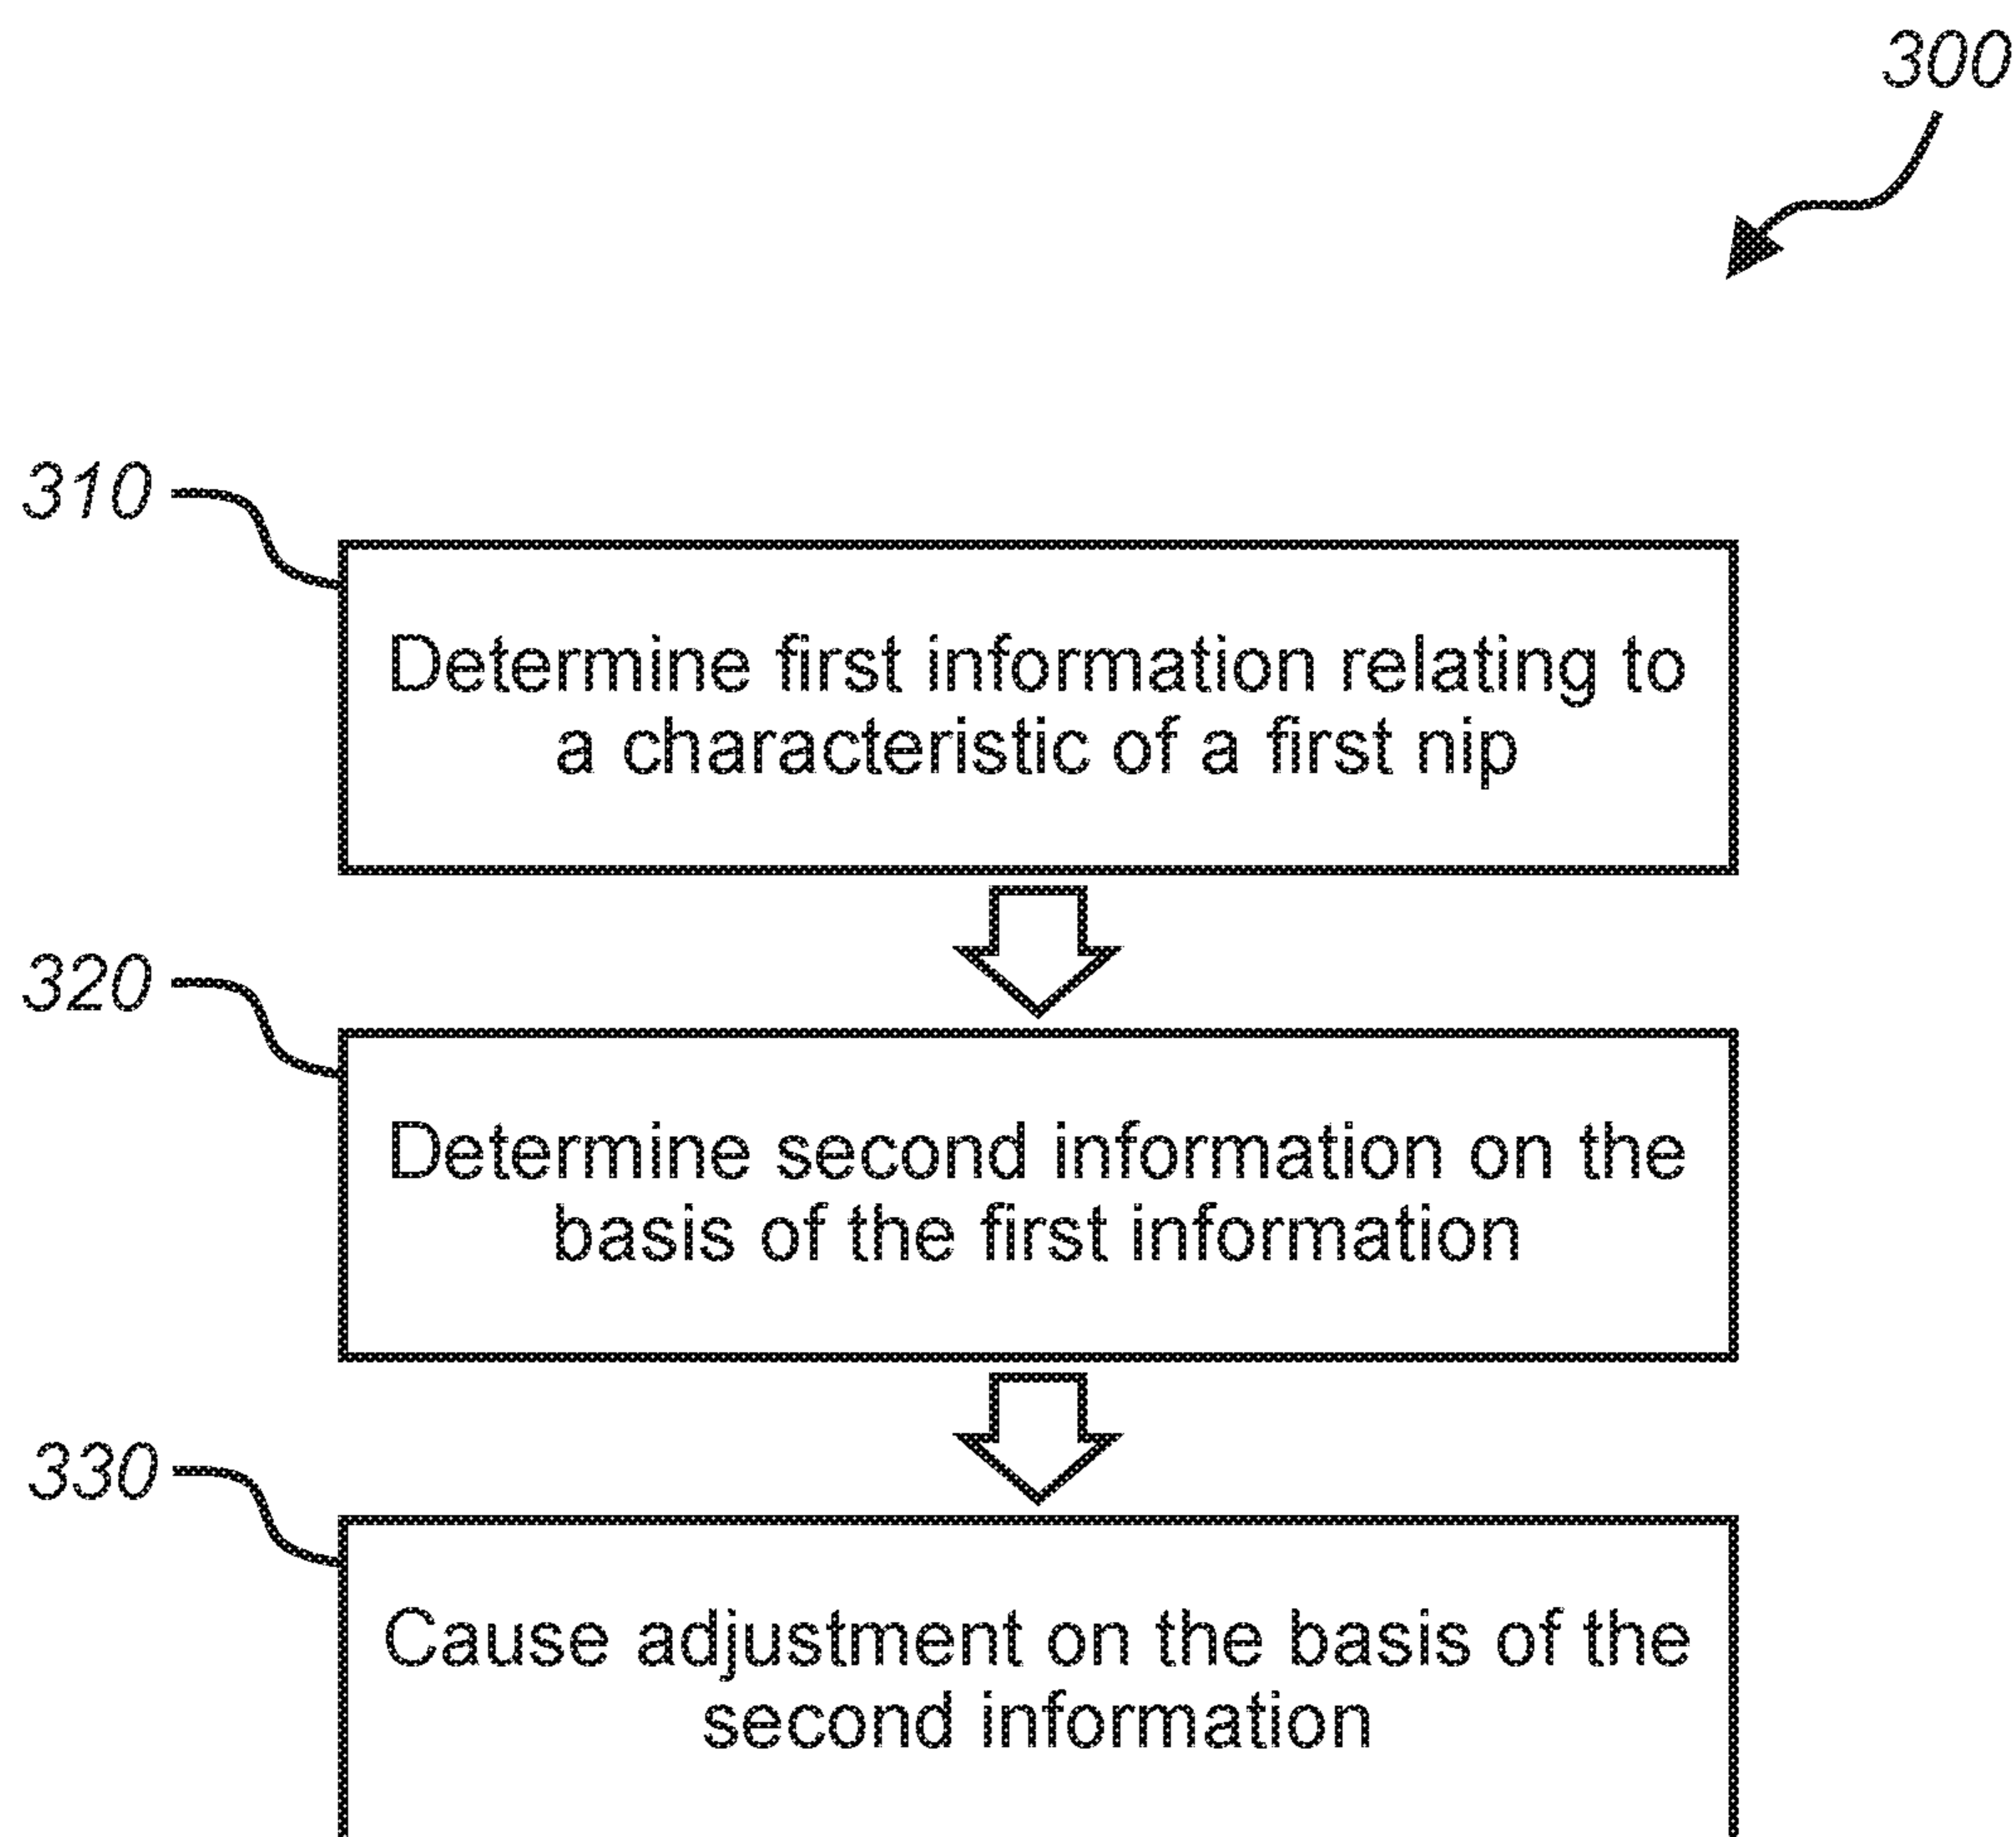 300
310
Determine first information relating to
a characteristic of a first nip
320
Determine second information on the
basis of the first information
330
Cause adjustment on the basis of the
second information